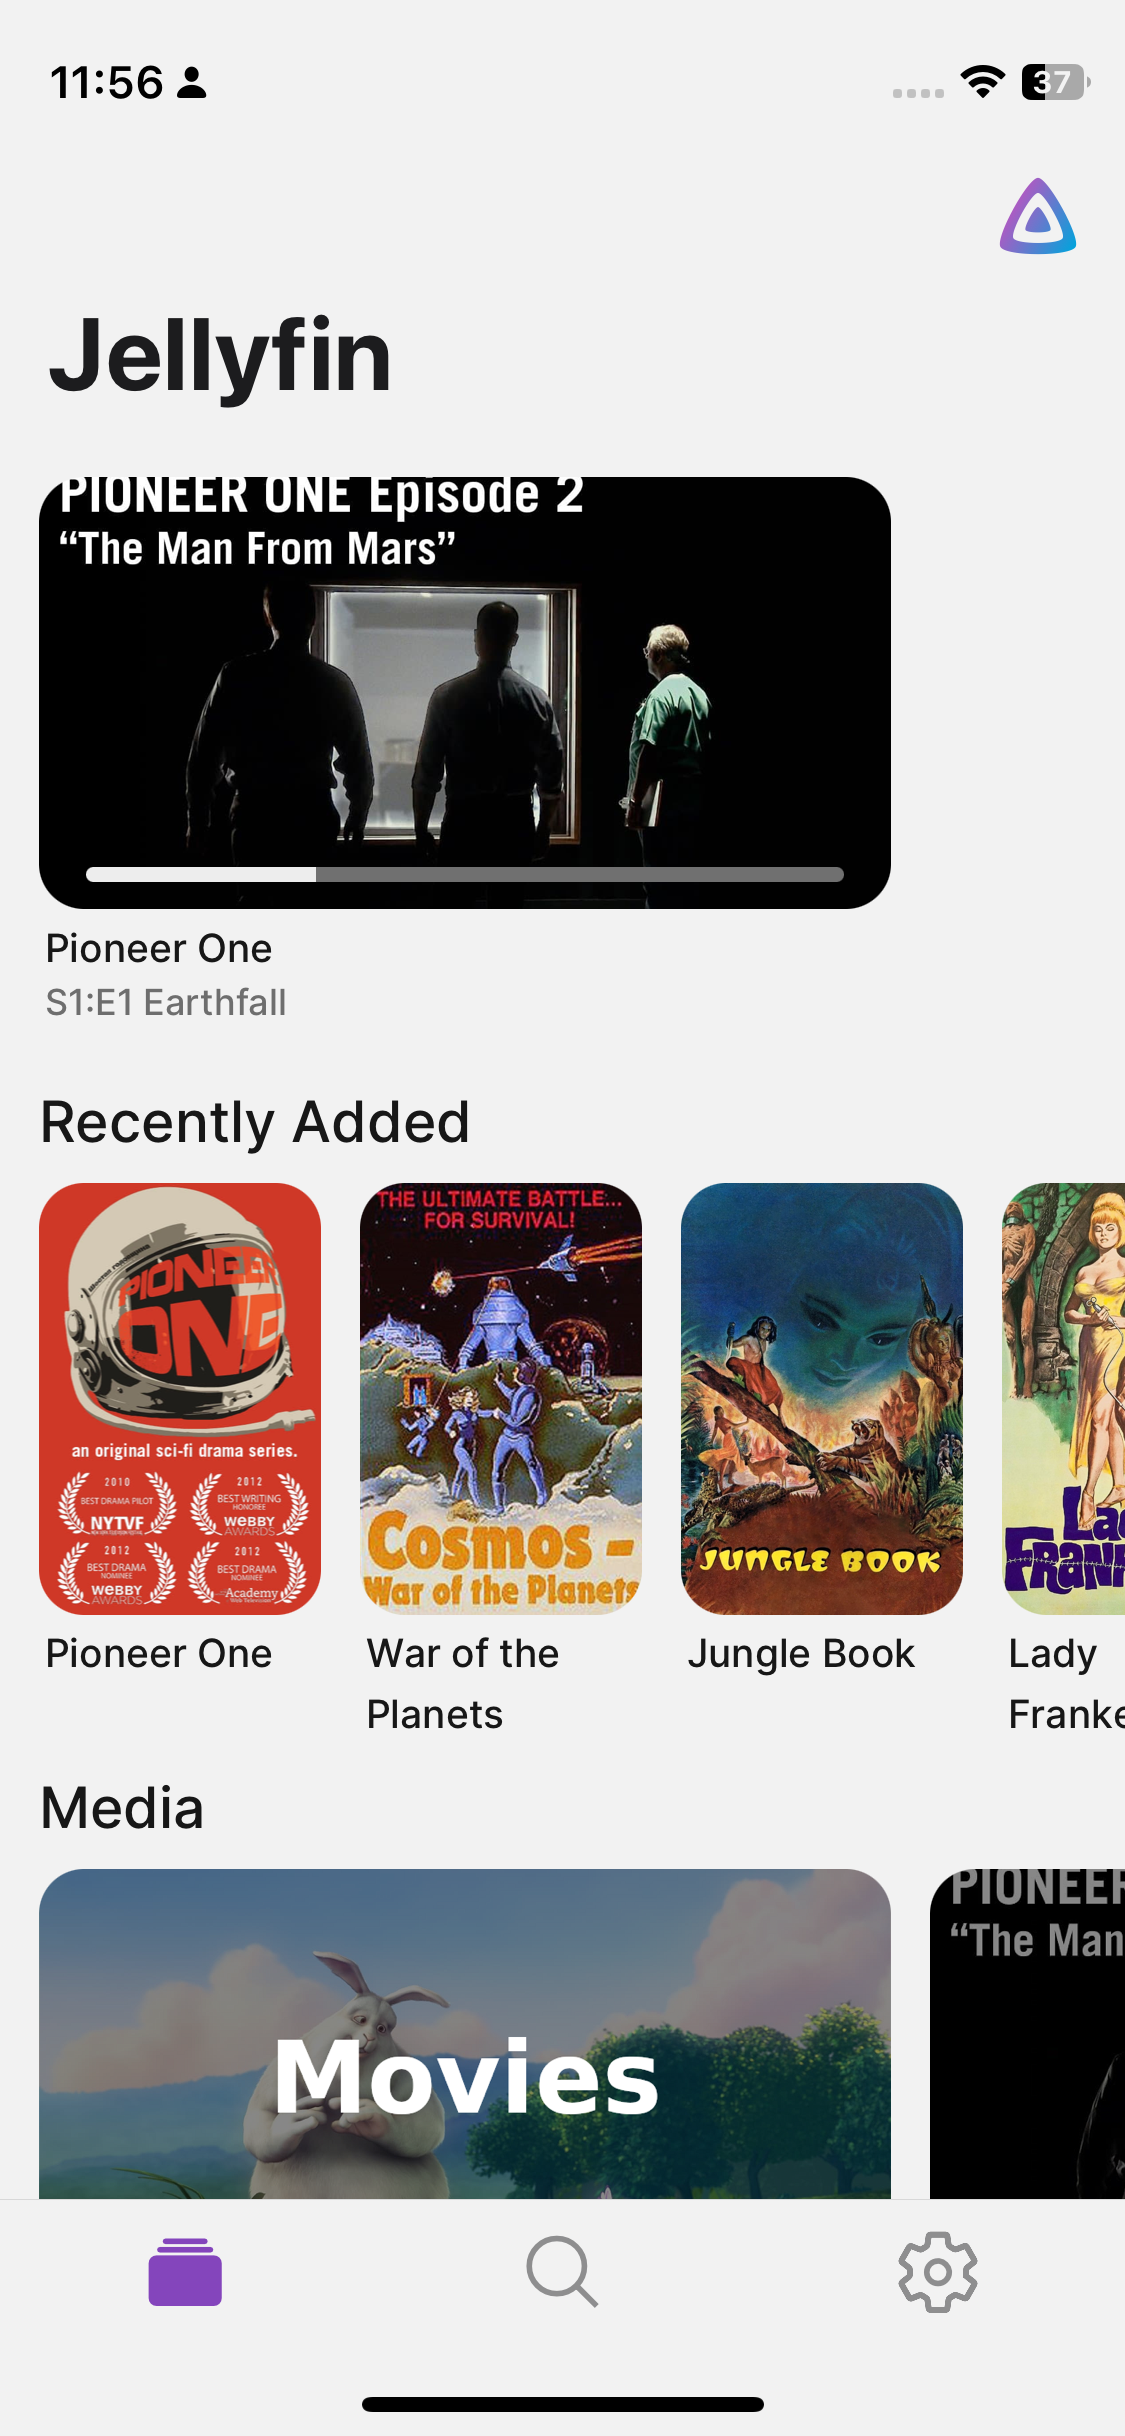 11:56
37
Jellyfin
PIONEER ONE Episode 2
“The Man From Mars”
Pioneer One
S1:E1 Earthfall
Recently Added
PIONEER
ONE
an original sci-fi drama series.
2010
BEST DRAMA PILOT
NYTVF
2012
BEST WRITING
HONOREE
WEBBY
AWARDS
2012
BEST DRAMA
NOMINEE
WEBBY
AWARDS
2012
BEST DRAMA
NOMINEE
Academy
THE ULTIMATE BATTLE...
FOR SURVIVAL!
Cosmos -
War of the Planets
JUNGLE BOOK
Pioneer One
War of the
Planets
Jungle Book
Lady
Media
Movies
PIONEER
“The Man